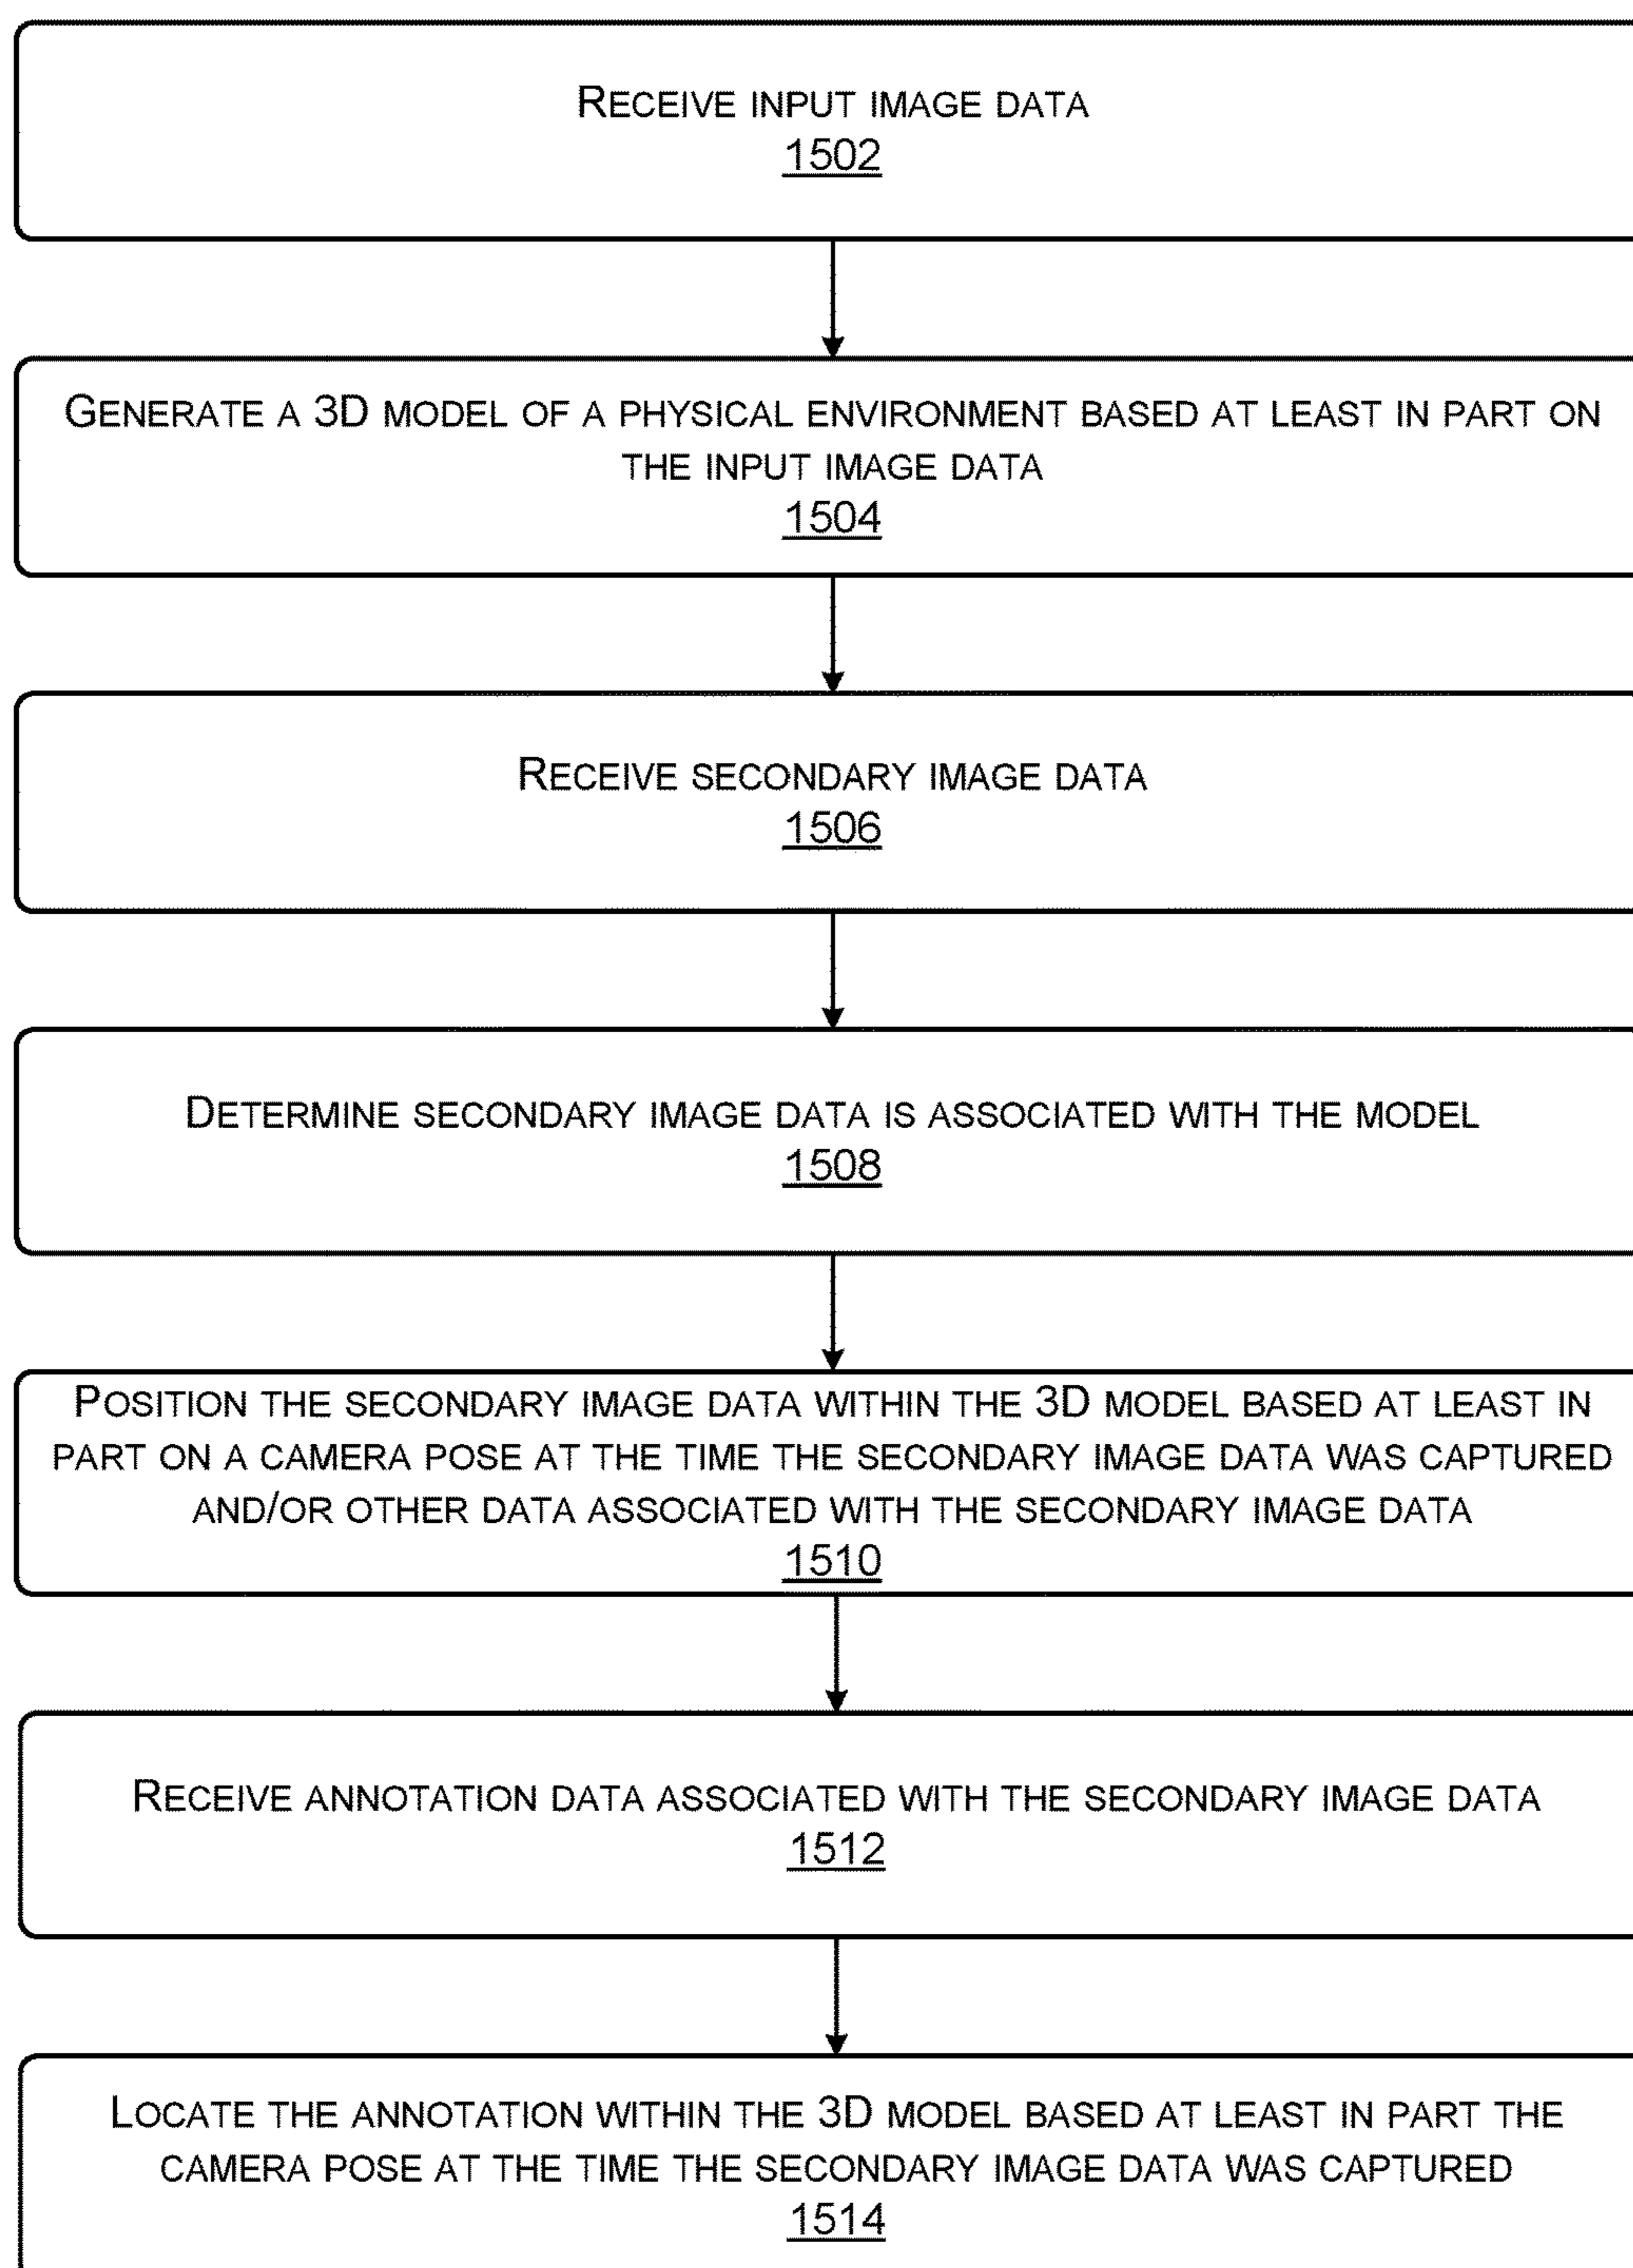 RECEIVE INPUT IMAGE DATA
1502
GENERATE A 3D MODEL OF A PHYSICAL ENVIRONMENT BASED AT LEAST IN PART ON
THE INPUT IMAGE DATA
1504
RECEIVE SECONDARY IMAGE DATA
1506
DETERMINE SECONDARY IMAGE DATA IS ASSOCIATED WITH THE MODEL
1508
POSITION THE SECONDARY IMAGE DATA WITHIN THE 3D MODEL BASED AT LEAST IN
PART ON A CAMERA POSE AT THE TIME THE SECONDARY IMAGE DATA WAS CAPTURED
AND/OR OTHER DATA ASSOCIATED WITH THE SECONDARY IMAGE DATA
1510
RECEIVE ANNOTATION DATA ASSOCIATED WITH THE SECONDARY IMAGE DATA
1512
LOCATE THE ANNOTATION WITHIN THE 3D MODEL BASED AT LEAST IN PART THE
CAMERA POSE AT THE TIME THE SECONDARY IMAGE DATA WAS CAPTURED
1514